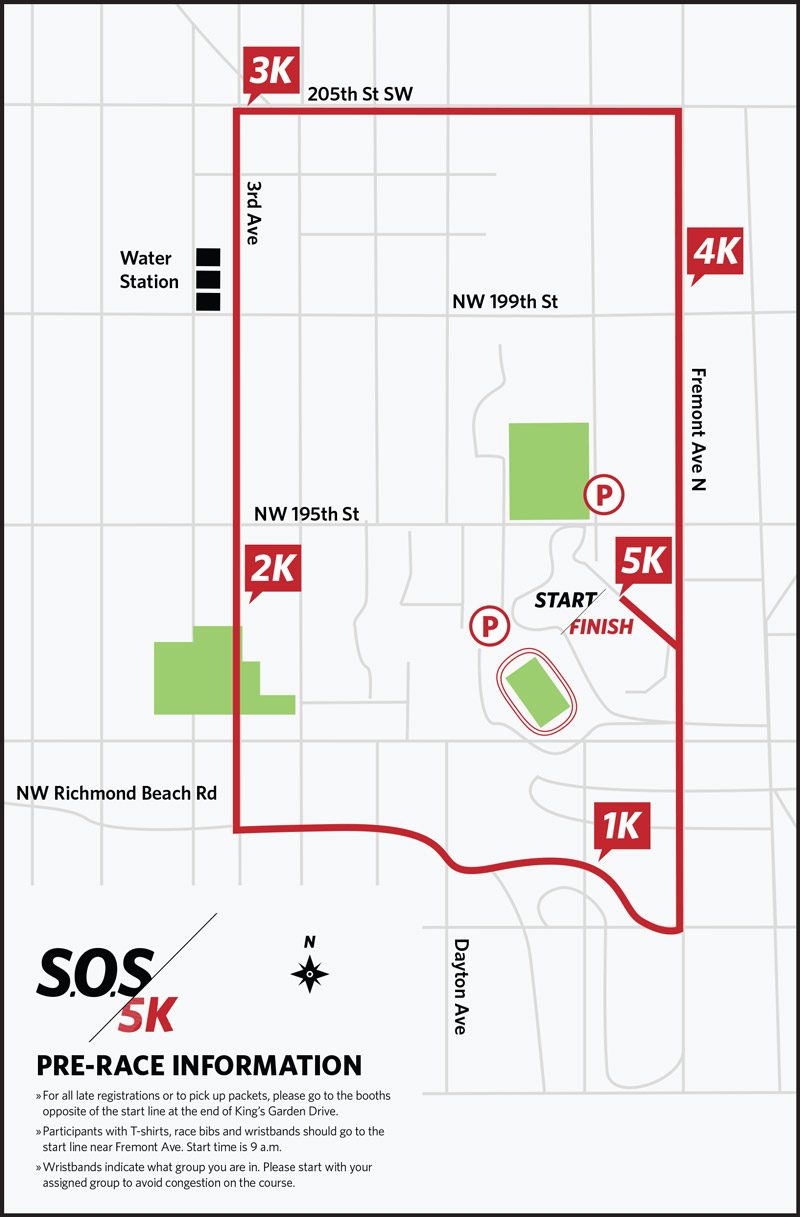 3K
205th St SW
3rd Ave
4K
Water
Station
NW 199th St
Fremont Ave N
P
NW 195th St
2K
5K
START
FINISH
P
NW Richmond Beach Rd
1K
S.O.S
5K
N
Dayton Ave
PRE-RACE INFORMATION
» For all late registrations or to pick up packets, please go to the booths
opposite of the start line at the end of King's Garden Drive.
» Participants with T-shirts, race bibs and wristbands should go to the
start line near Fremont Ave. Start time is 9 a.m.
» Wristbands indicate what group you are in. Please start with your
assigned group to avoid congestion on the course.